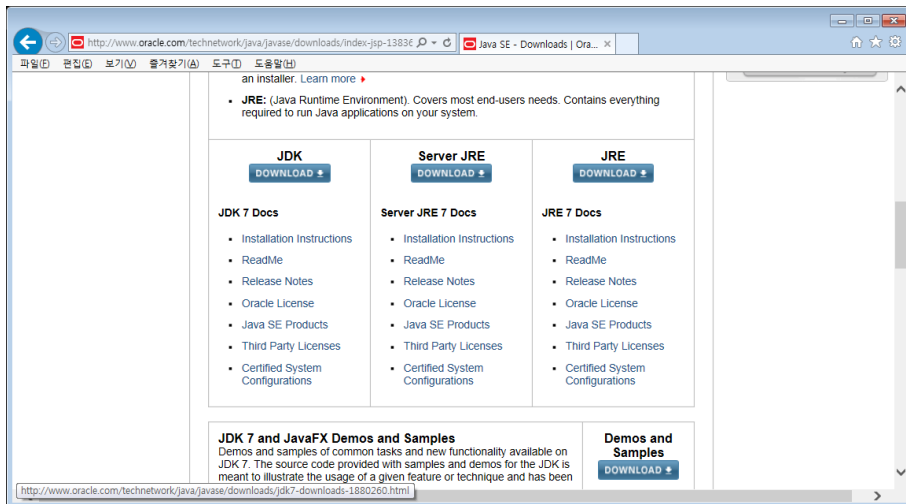 http://www.oracle.com/technetwork/java/javase/downloads/index-jsp-13836
Java SE - Downloads | Ora...
파일(F) 편집(E) 보기(V) 즐겨찾기(A) 도구(T) 도움말(H)
an installer. Learn more
JRE: (Java Runtime Environment). Covers most end-users needs. Contains everything
required to run Java applications on your system.
JDK
DOWNLOAD
JDK 7 Docs
Installation Instructions
ReadMe
Release Notes
Oracle License
Java SE Products
Third Party Licenses
Certified System
Configurations
Server JRE
DOWNLOAD
Server JRE 7 Docs
Installation Instructions
ReadMe
Release Notes
Oracle License
Java SE Products
Third Party Licenses
Certified System
Configurations
JRE
DOWNLOAD
JRE 7 Docs
Installation Instructions
ReadMe
Release Notes
Oracle License
Java SE Products
Third Party Licenses
Certified System
Configurations
JDK 7 and JavaFX Demos and Samples
Demos and samples of common tasks and new functionality available on
JDK 7. The source code provided with samples and demos for the JDK is
meant to illustrate the usage of a given feature or technique and has been
Demos and
Samples
DOWNLOAD
http://www.oracle.com/technetwork/java/javase/downloads/jdk7-downloads-1880260.html